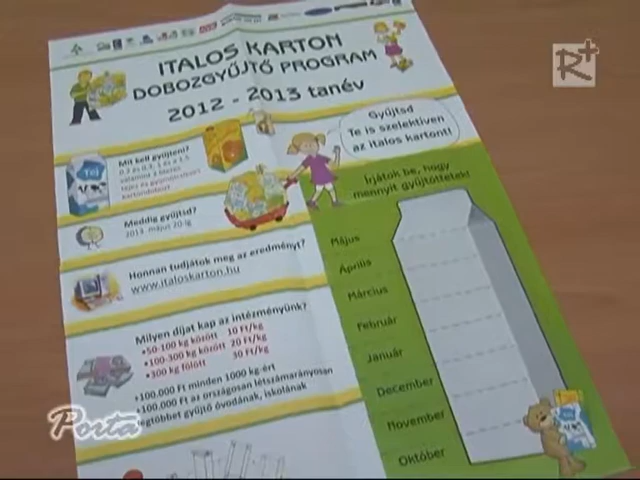 R+
ITALOS KARTON
DOBOZGYŰJTŐ PROGRAM
2012 - 2013 tanév
Gyűjtsd
Te is szelektíven
az italos kartont!
Mit kell gyűjteni?
Tej
Meddig gyűjtsd?
2013. május 20-ig
Honnan tudjátok meg az eredményt?
www.italoskarton.hu
Milyen díjat kap az intézményünk?
•50-100 kg között 10 Ft/kg
•100-300 kg között 20 Ft/kg
•300 kg fölött 30 Ft/kg
•100.000 Ft minden 1000 kg-ért
•100.000 Ft az országosan létszámarányosan
legtöbbet gyűjtő óvodának, iskolának
Írjátok be, hogy
mennyit gyűjtöttetek!
Május
Április
Március
Február
Január
December
November
Október
Porta